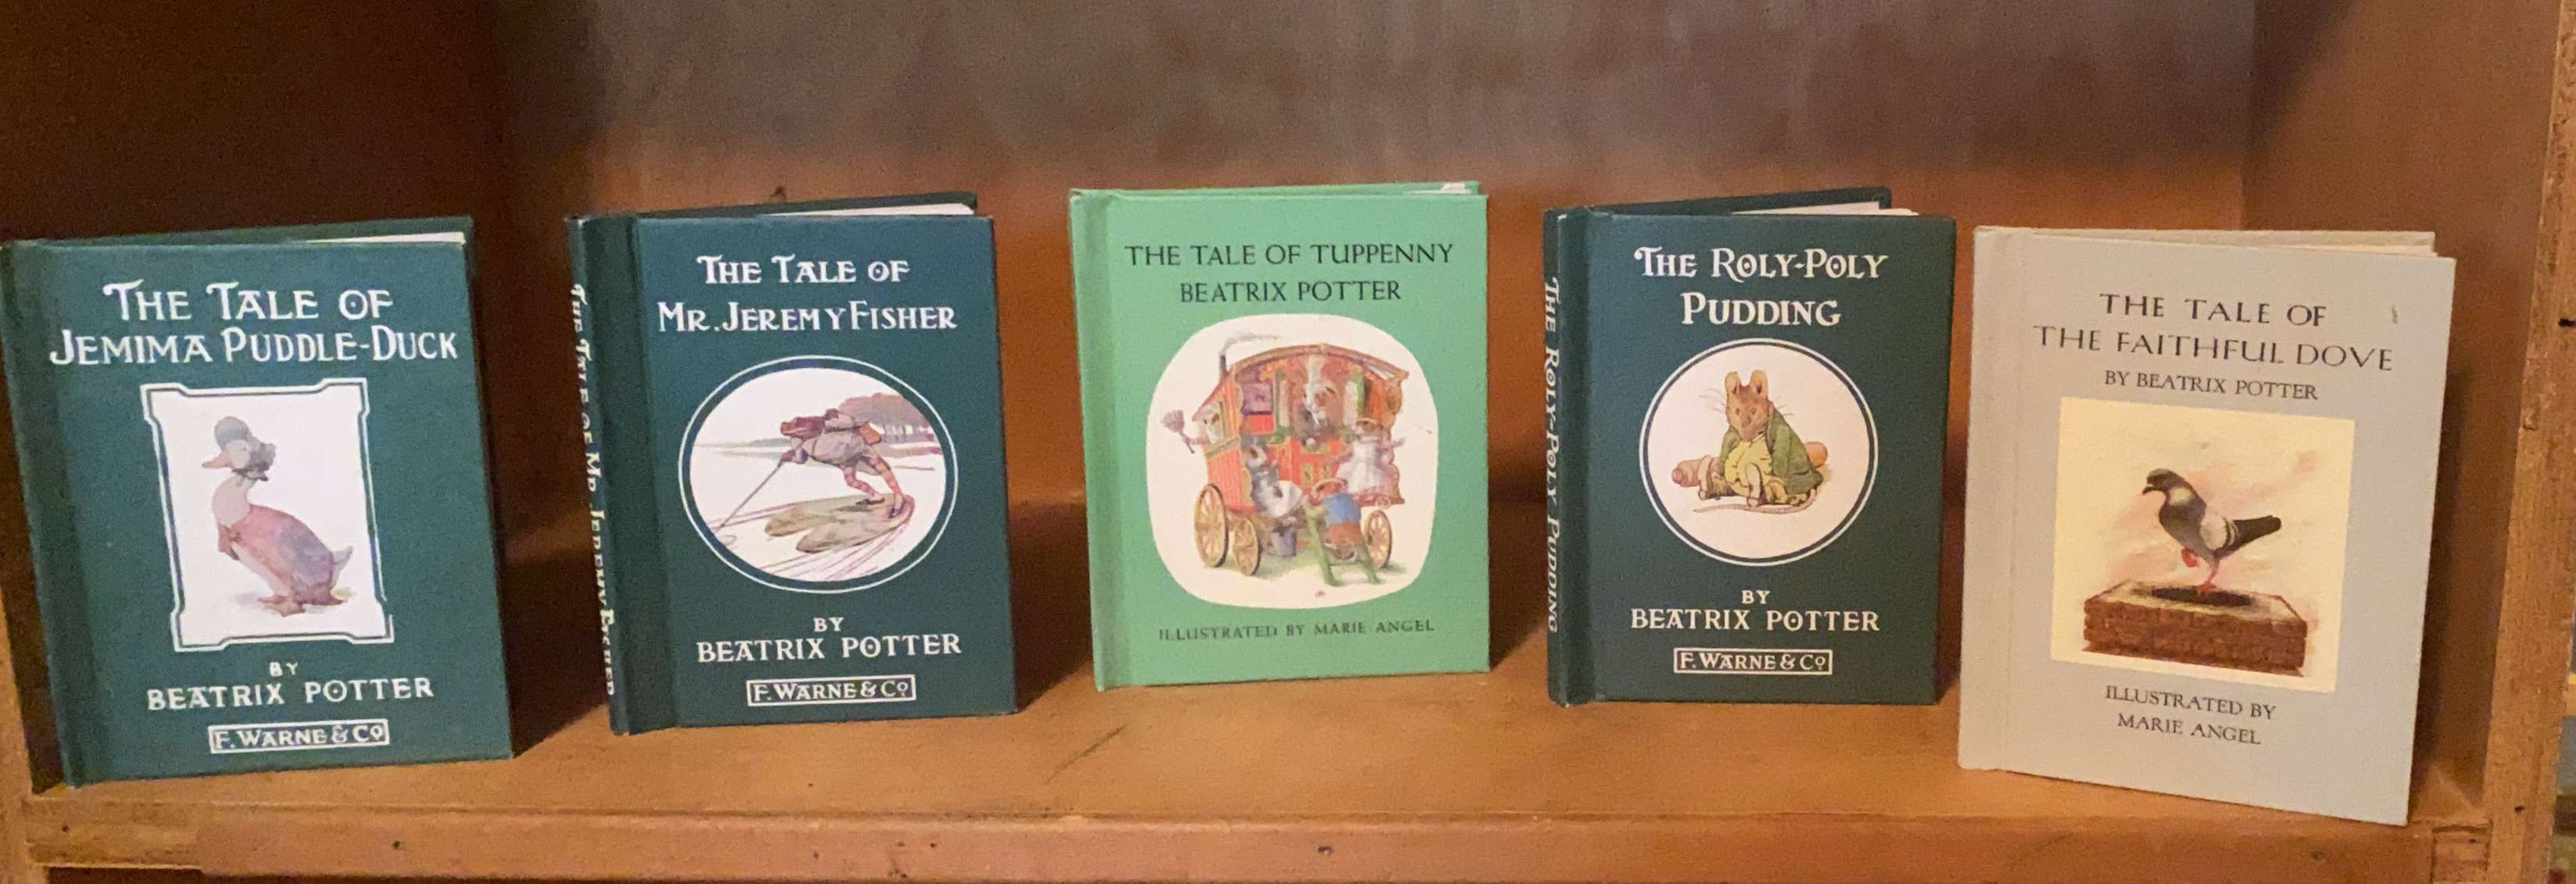 THE TALE OF
JEMIMA PUDDLE-DUCK
BY
BEATRIX POTTER
F. WARNE & Co
THE TALE OF MR. JEREMY FISHER
THE TALE OF
MR. JEREMY FISHER
BY
BEATRIX POTTER
F. WARNE & Co
THE TALE OF TUPPENNY
BEATRIX POTTER
ILLUSTRATED BY MARIE ANGEL
THE ROLY-POLY PUDDING
THE ROLY-POLY
PUDDING
BY
BEATRIX POTTER
F. WARNE & Co
THE TALE OF
THE FAITHFUL DOVE
BY BEATRIX POTTER
ILLUSTRATED BY
MARIE ANGEL